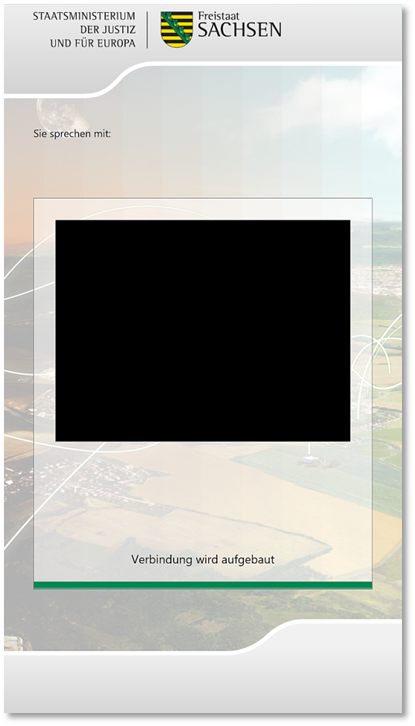 STAATSMINISTERIUM
DER JUSTIZ
UND FÜR EUROPA
Freistaat
SACHSEN
Sie sprechen mit:
Verbindung wird aufgebaut